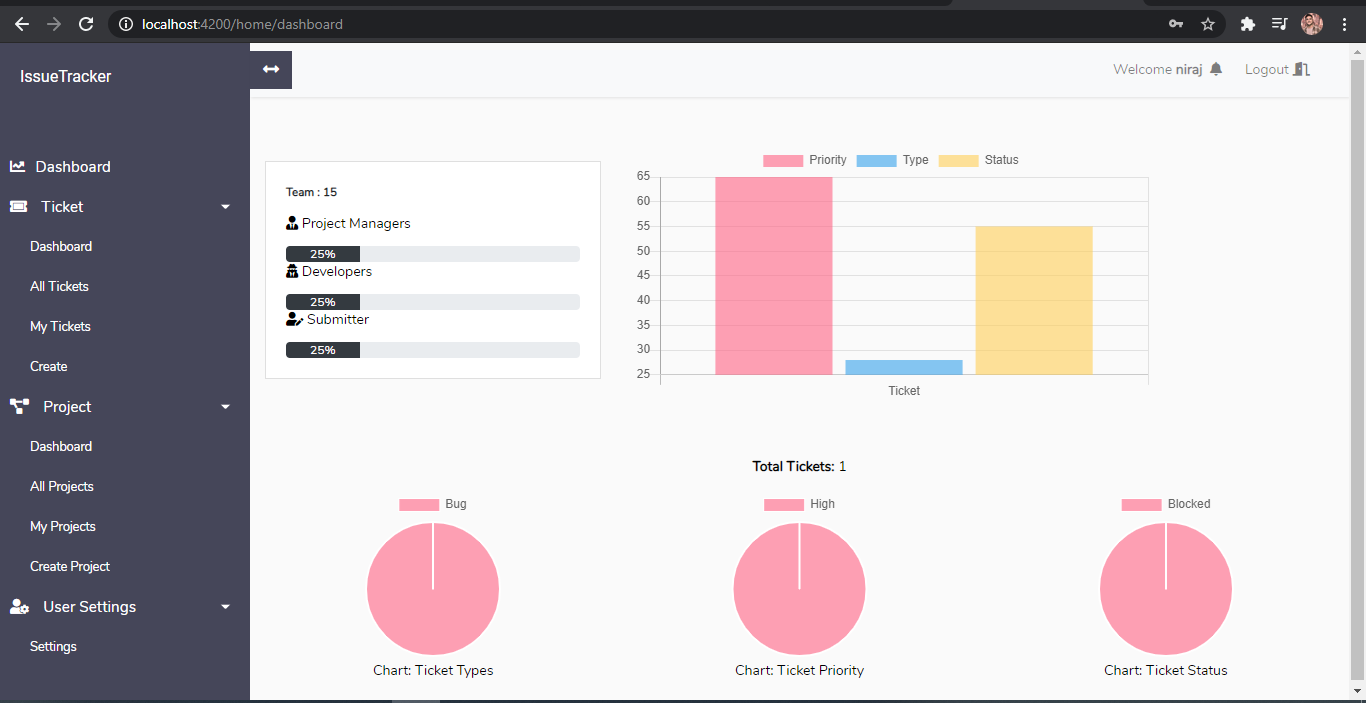 localhost:4200/home/dashboard
IssueTracker
Welcome niraj
Logout
Dashboard
Ticket
Dashboard
All Tickets
My Tickets
Create
Project
Dashboard
All Projects
My Projects
Create Project
User Settings
Settings
Team : 15
Project Managers
25%
Developers
25%
Submitter
25%
Priority Type Status
65
60
55
50
45
40
35
30
25
Ticket
Total Tickets: 1
Bug
Chart: Ticket Types
High
Chart: Ticket Priority
Blocked
Chart: Ticket Status